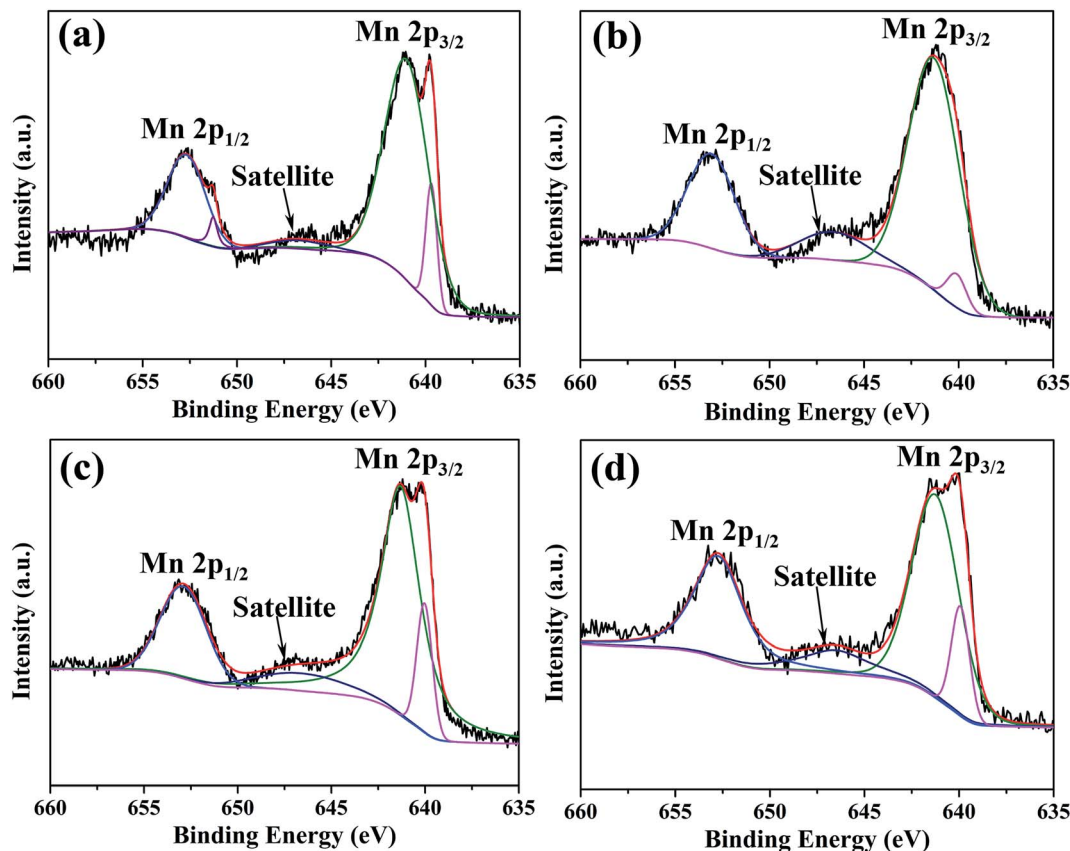 (a)
Mn 2p3/2
Mn 2p1/2
Satellite
Intensity (a.u.)
660 655 650 645 640 635
Binding Energy (eV)
(b)
Mn 2p3/2
Mn 2p1/2
Satellite
Intensity (a.u.)
660 655 650 645 640 635
Binding Energy (eV)
(c)
Mn 2p3/2
Mn 2p1/2
Satellite
Intensity (a.u.)
660 655 650 645 640 635
Binding Energy (eV)
(d)
Mn 2p3/2
Mn 2p1/2
Satellite
Intensity (a.u.)
660 655 650 645 640 635
Binding Energy (eV)